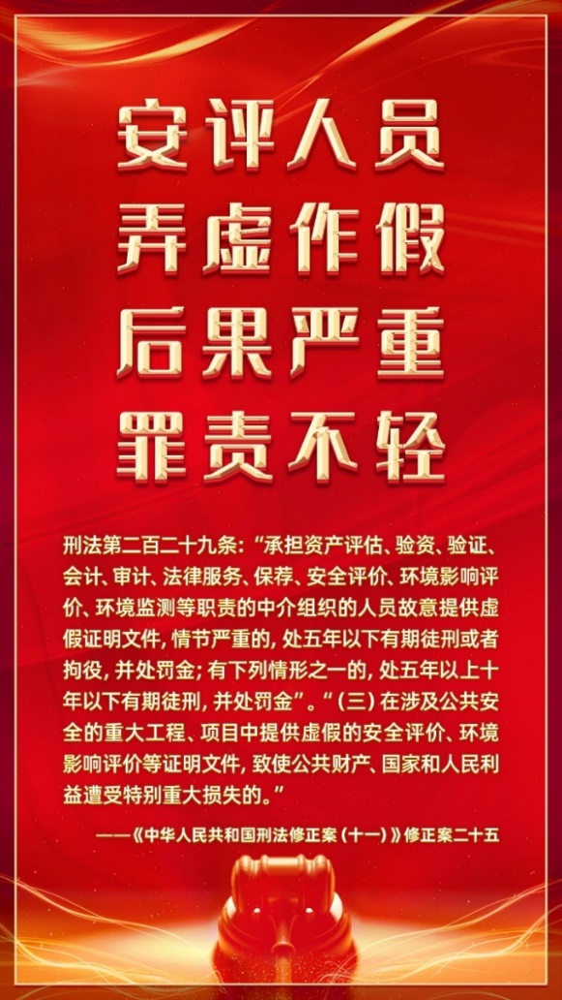 安评人员
弄虚作假
后果严重
罪责不轻
刑法第二百二十九条：“承担资产评估、验资、验证、
会计、审计、法律服务、保荐、安全评价、环境影响评
价、环境监测等职责的中介组织的人员故意提供虚
假证明文件，情节严重的，处五年以下有期徒刑或者
拘役，并处罚金；有下列情形之一的，处五年以上十
年以下有期徒刑，并处罚金”。“（三）在涉及公共安
全的重大工程、项目中提供虚假的安全评价、环境
影响评价等证明文件，致使公共财产、国家和人民利
益遭受特别重大损失的。”
——《中华人民共和国刑法修正案（十一）》修正案二十五